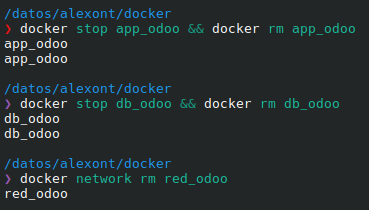 /datos/alexont/docker
❯ docker stop app_odoo && docker rm app_odoo
app_odoo
app_odoo
/datos/alexont/docker
❯ docker stop db_odoo && docker rm db_odoo
db_odoo
db_odoo
/datos/alexont/docker
❯ docker network rm red_odoo
red_odoo